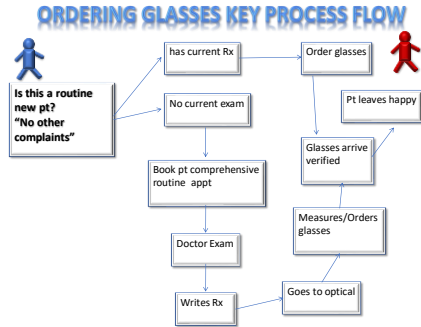 ORDERING GLASSES KEY PROCESS FLOW
has current Rx
Order glasses
Is this a routine
new pt?
“No other
complaints”
No current exam
Pt leaves happy
Glasses arrive
verified
Book pt comprehensive
routine appt
Measures/Orders
glasses
Doctor Exam
Goes to optical
Writes Rx